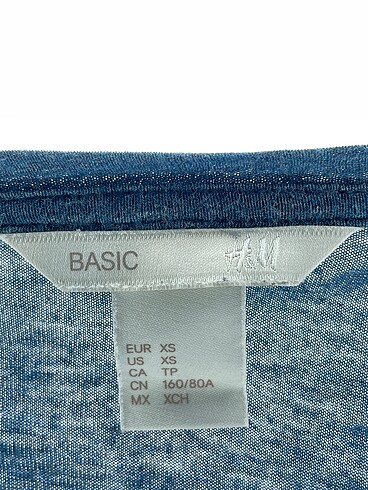 BASIC H&M
EUR XS
US XS
CA TP
CN 160/80A
MX XCH